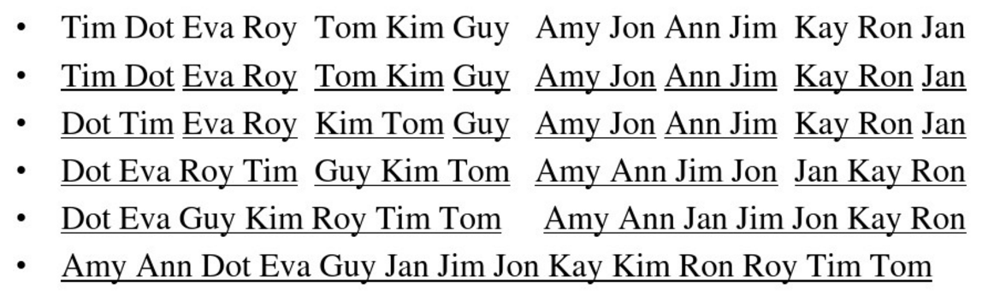 • Tim Dot Eva Roy Tom Kim Guy Amy Jon Ann Jim Kay Ron Jan
• Tim Dot Eva Roy Tom Kim Guy Amy Jon Ann Jim Kay Ron Jan
• Dot Tim Eva Roy Kim Tom Guy Amy Jon Ann Jim Kay Ron Jan
• Dot Eva Roy Tim Guy Kim Tom Amy Ann Jim Jon Jan Kay Ron
• Dot Eva Guy Kim Roy Tim Tom Amy Ann Jan Jim Jon Kay Ron
• Amy Ann Dot Eva Guy Jan Jim Jon Kay Kim Ron Roy Tim Tom